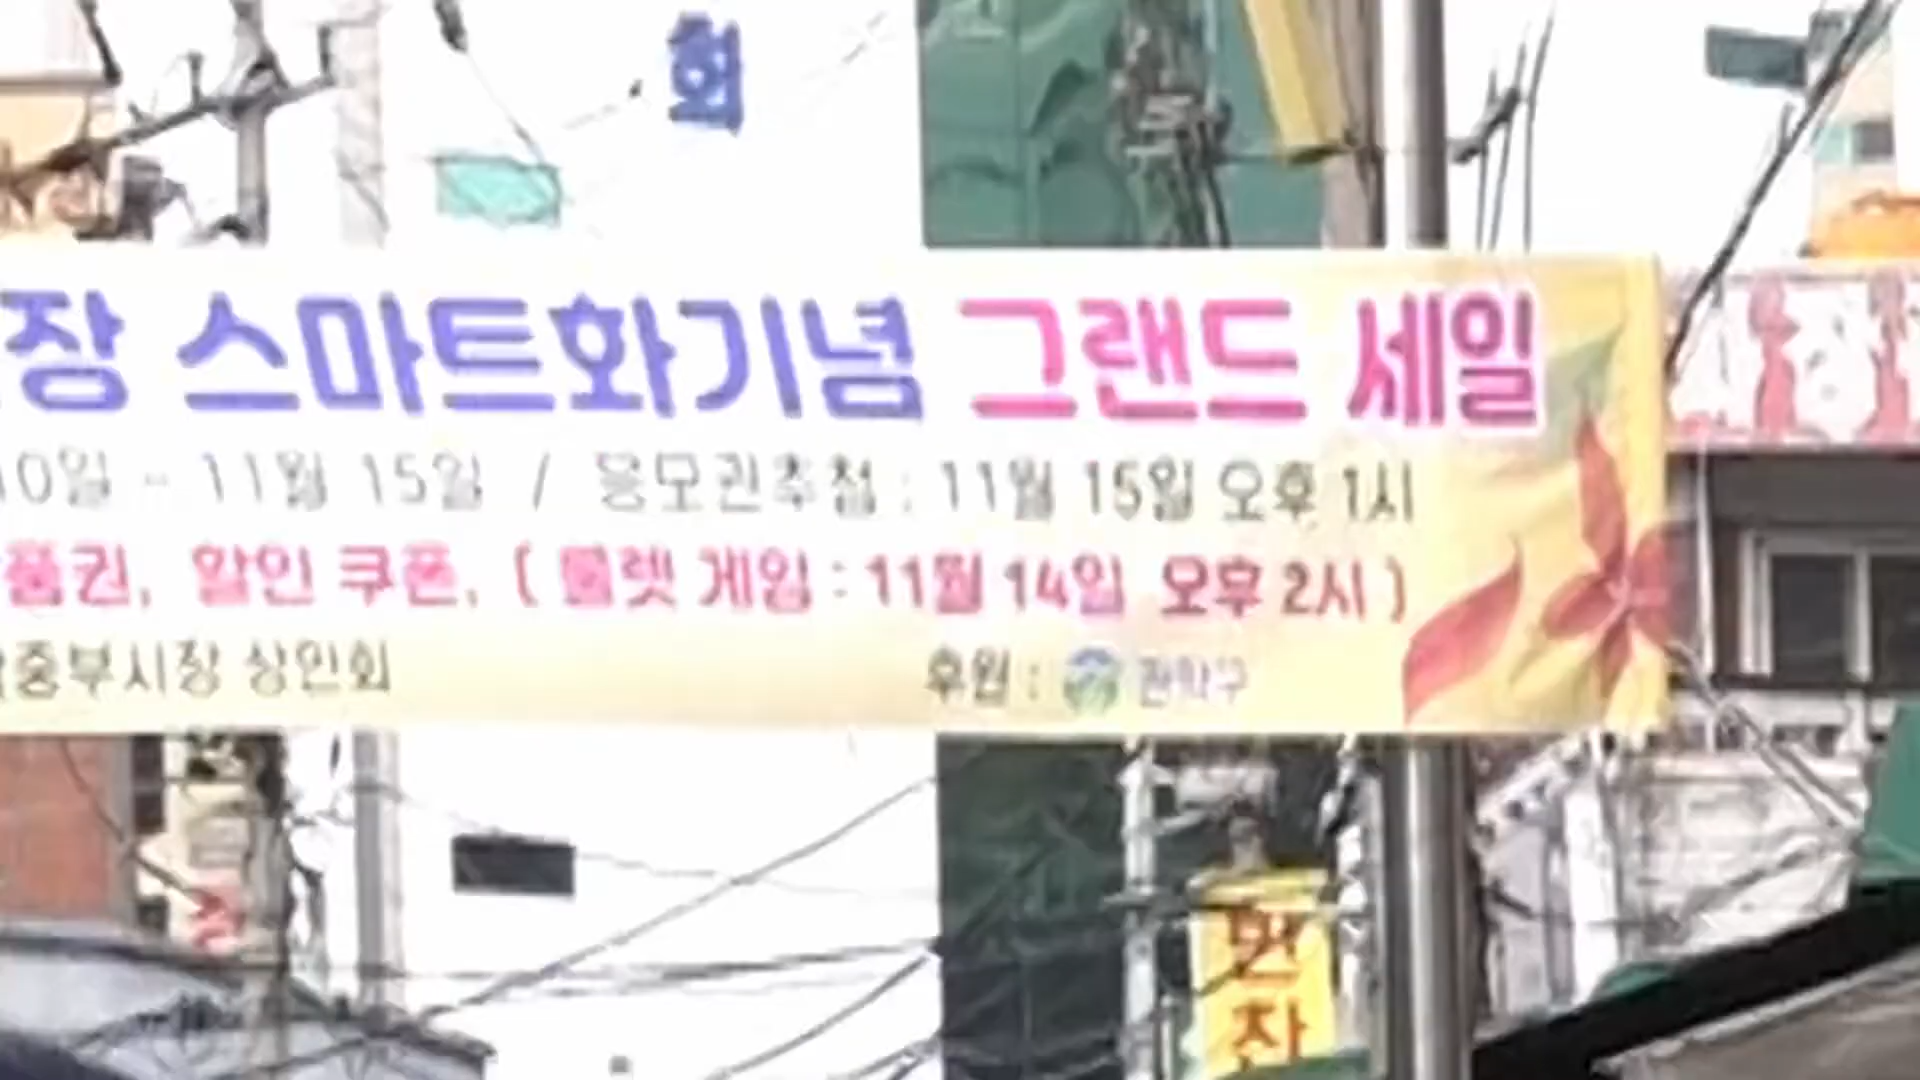 회
장 스마트화기념 그랜드 세일
10일 - 11월 15일 / 응모권추첨 : 11월 15일 오후 1시
품권, 할인 쿠폰, ( 룰렛 게임 : 11월 14일 오후 2시 )
중부시장 상인회
후원 : 관악구
반찬